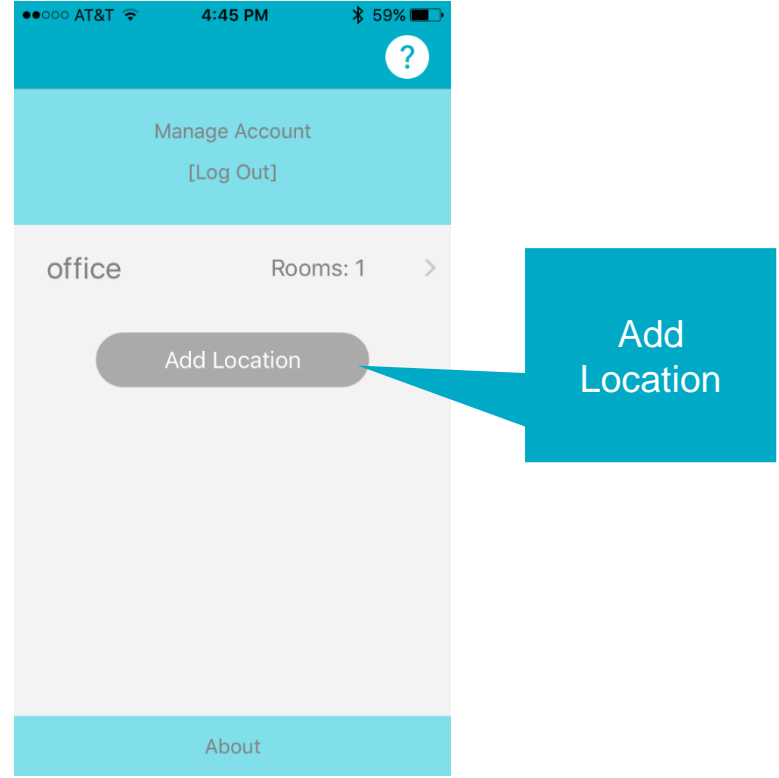 AT&T 4:45 PM 59%
?
Manage Account
[Log Out]
office Rooms: 1 >
Add Location
Add
Location
About